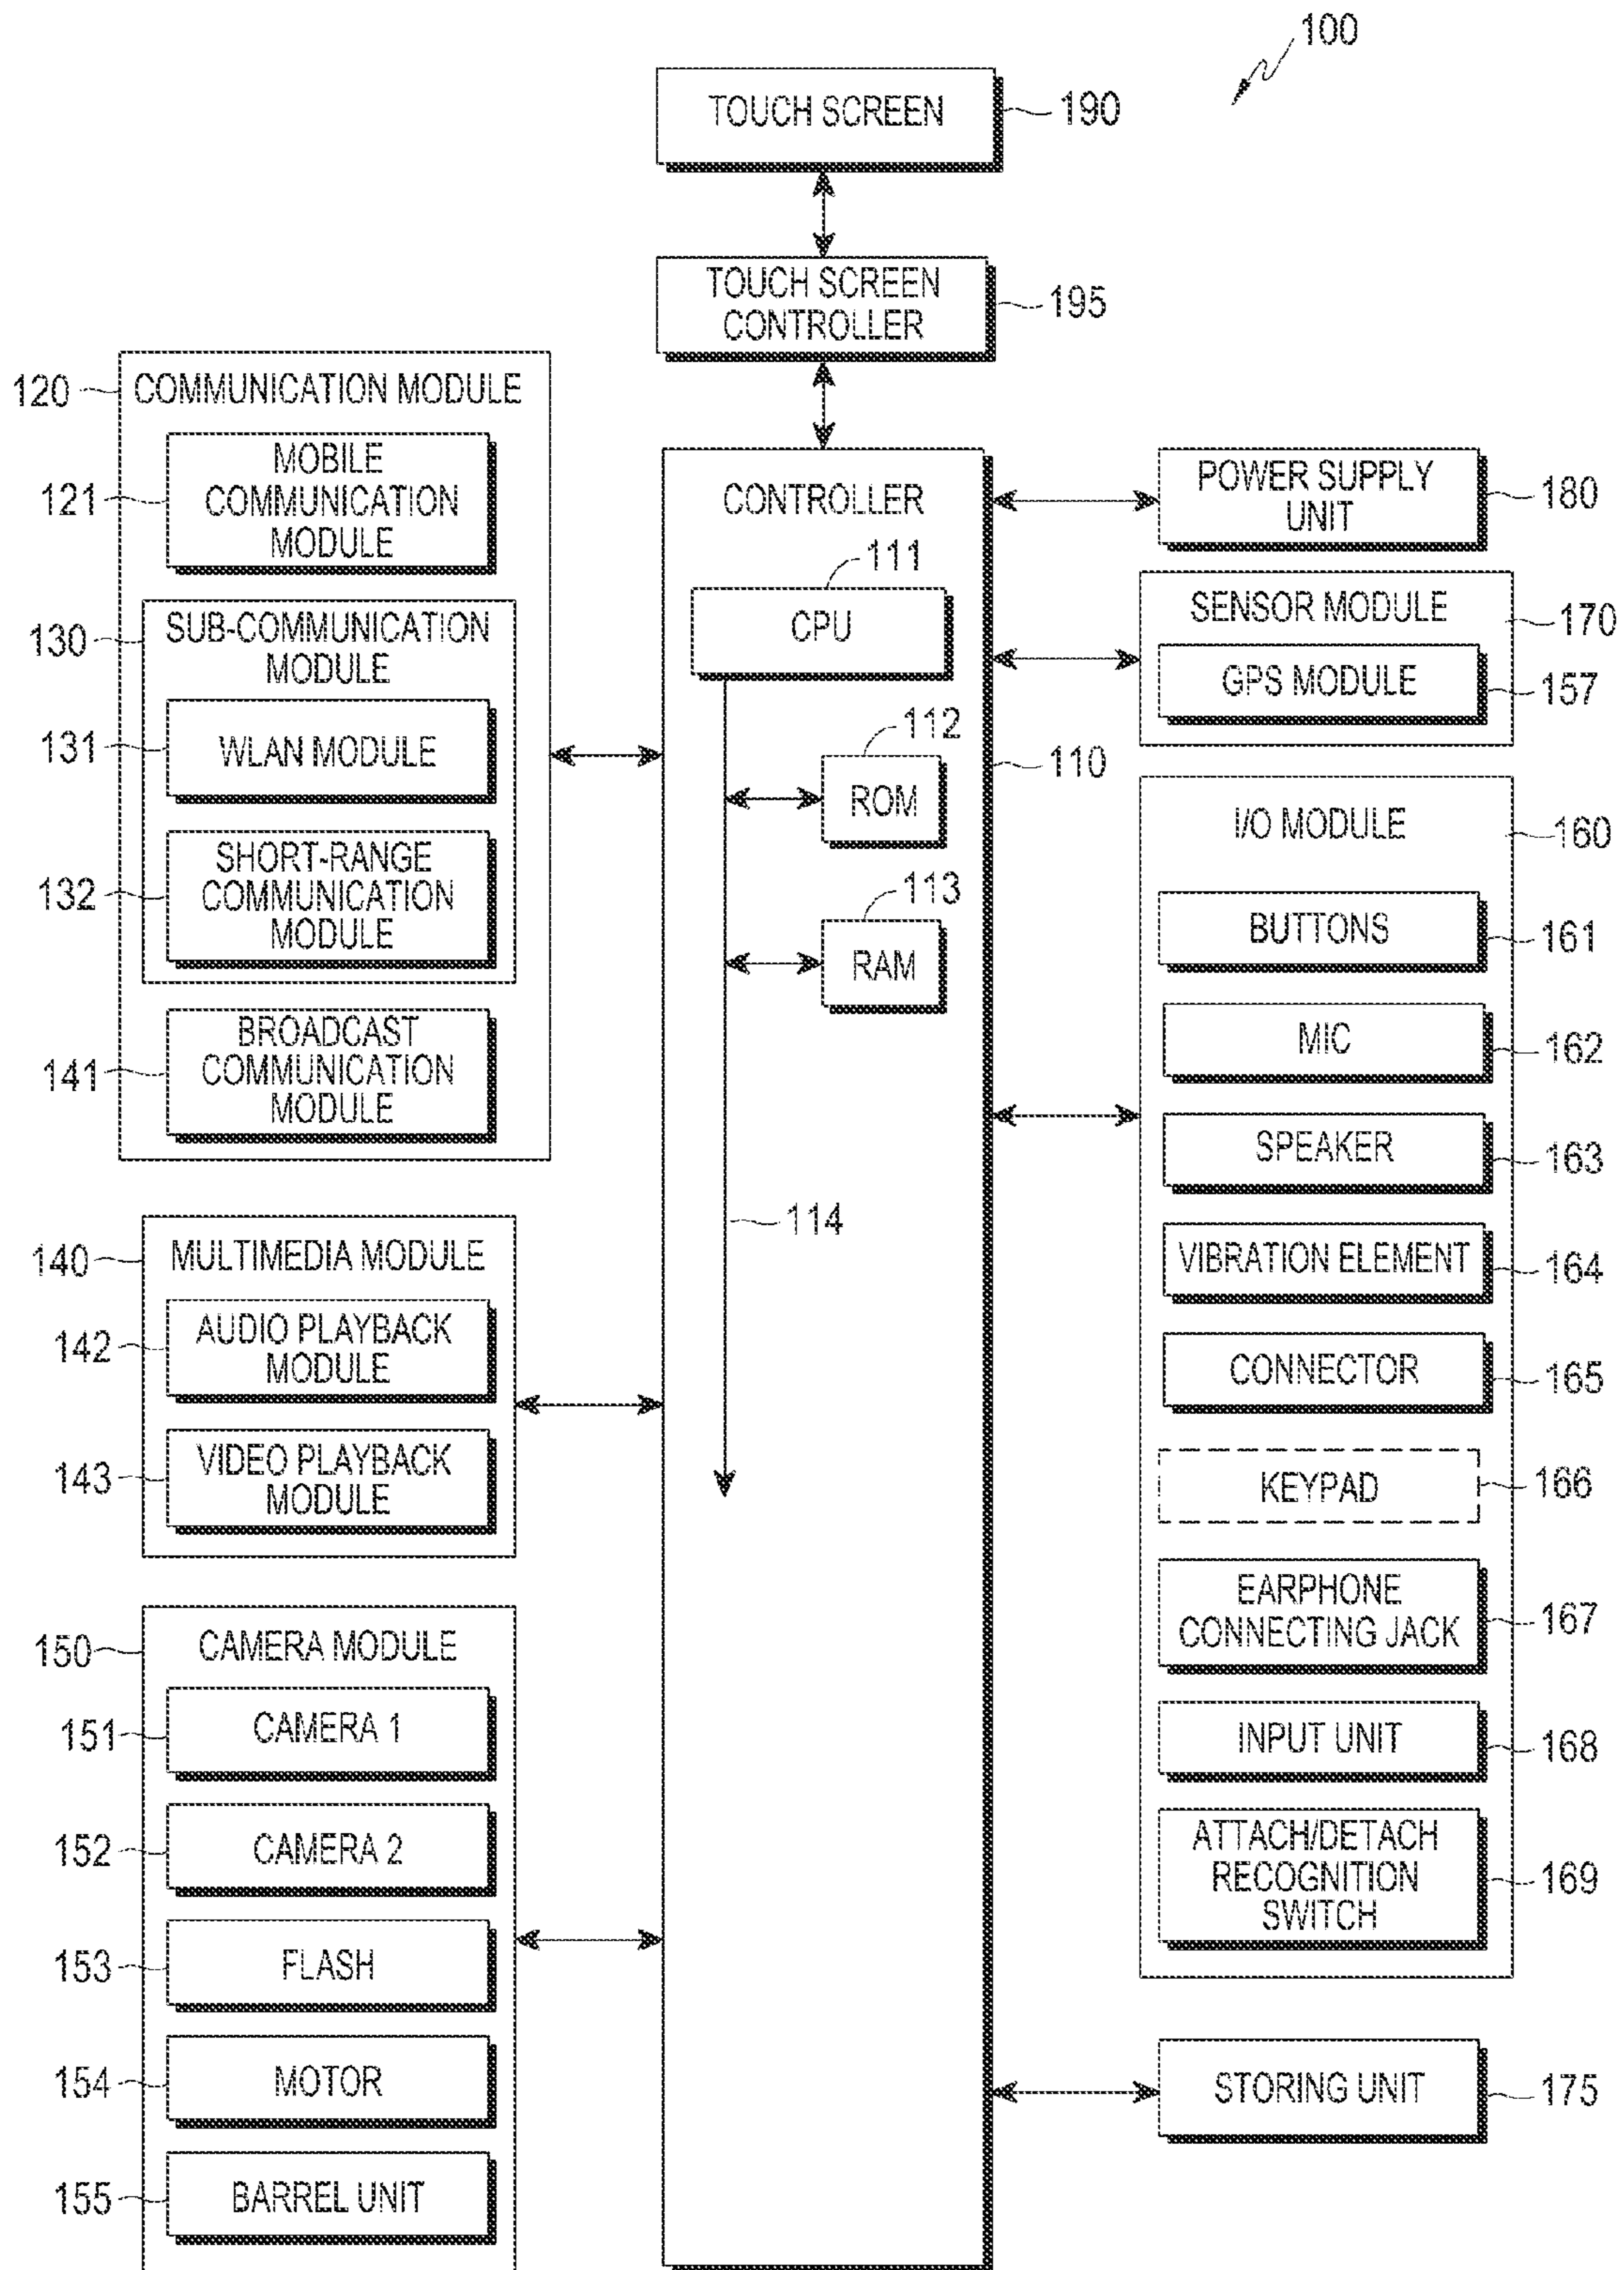 100
TOUCH SCREEN
190
TOUCH SCREEN
CONTROLLER
195
120
COMMUNICATION MODULE
121
MOBILE
COMMUNICATION
MODULE
130
SUB-COMMUNICATION
MODULE
131
WLAN MODULE
132
SHORT-RANGE
COMMUNICATION
MODULE
141
BROADCAST
COMMUNICATION
MODULE
140
MULTIMEDIA MODULE
142
AUDIO PLAYBACK
MODULE
143
VIDEO PLAYBACK
MODULE
150
CAMERA MODULE
151
CAMERA 1
152
CAMERA 2
153
FLASH
154
MOTOR
155
BARREL UNIT
CONTROLLER
111
CPU
112
ROM
110
113
RAM
114
POWER SUPPLY
UNIT
180
SENSOR MODULE
170
GPS MODULE
157
I/O MODULE
160
BUTTONS
161
MIC
162
SPEAKER
163
VIBRATION ELEMENT
164
CONNECTOR
165
KEYPAD
166
EARPHONE
CONNECTING JACK
167
INPUT UNIT
168
ATTACH/DETACH
RECOGNITION
SWITCH
169
STORING UNIT
175